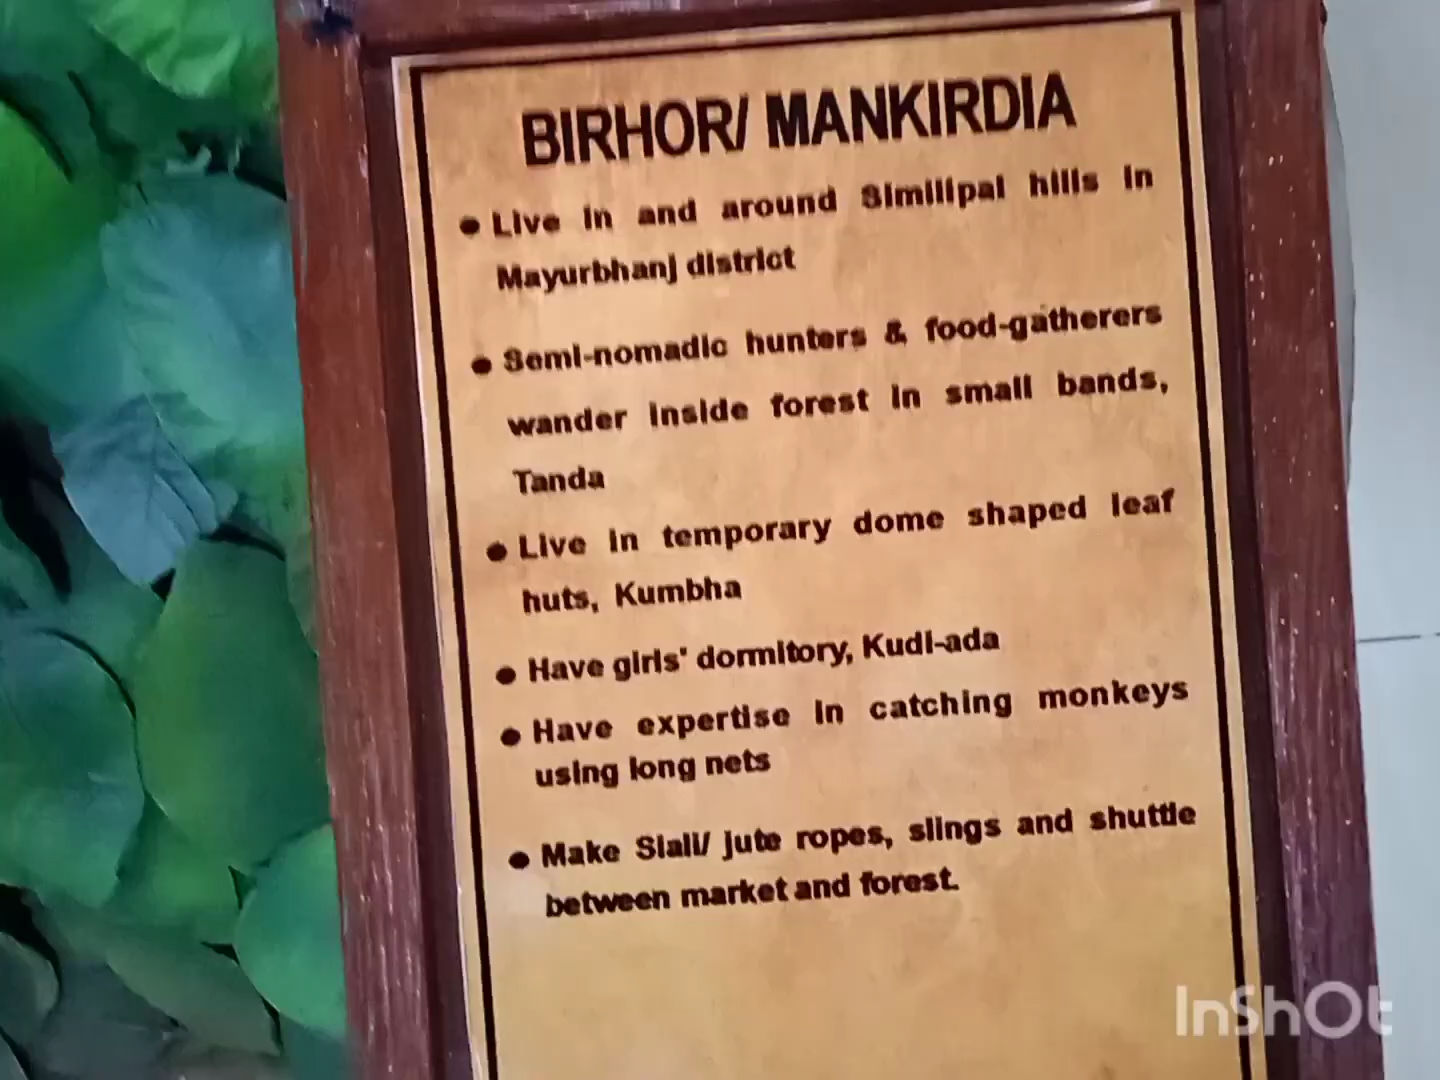 BIRHOR/ MANKIRDIA
● Live in and around Similipal hills in
Mayurbhanj district
● Semi-nomadic hunters & food-gatherers
wander inside forest in small bands,
Tanda
● Live in temporary dome shaped leaf
huts, Kumbha
● Have girls' dormitory, Kudi-ada
● Have expertise in catching monkeys
using long nets
● Make Siali/ jute ropes, slings and shuttle
between market and forest.
InShOt